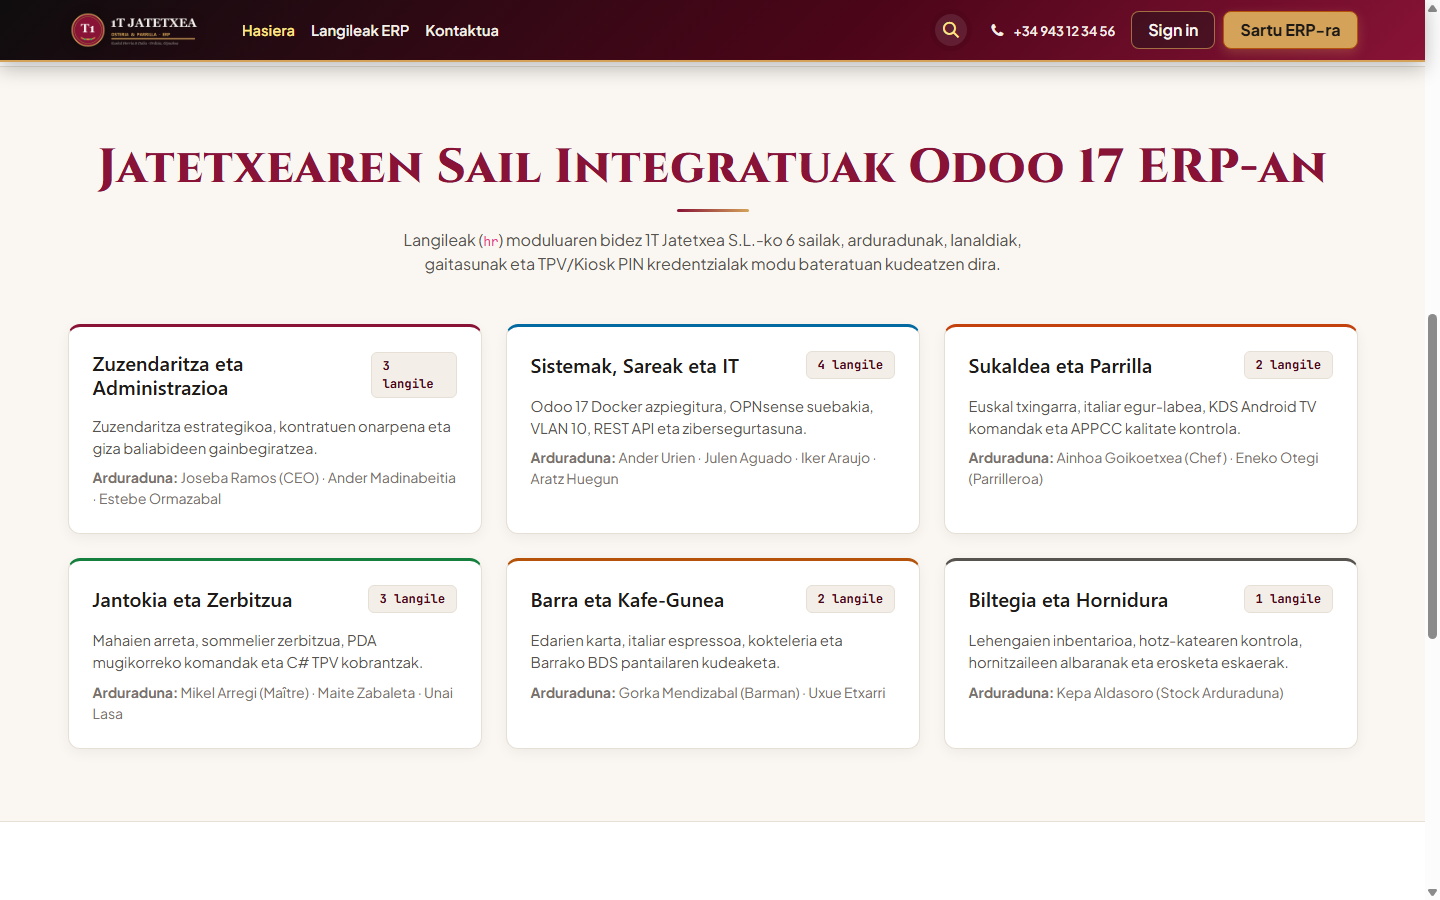 T1
1T JATETXEA
OSTERIA & PARRILLA · ERP
Hasiera
Langileak ERP
Kontaktua
+34 943 12 34 56
Sign in
Sartu ERP-ra
Jatetxearen Sail Integratuak Odoo 17 ERP-an
Langileak (hr) moduluaren bidez 1T Jatetxea S.L.-ko 6 sailak, arduradunak, lanaldiak,
gaitasunak eta TPV/Kiosk PIN kredentzialak modu bateratuan kudeatzen dira.
Zuzendaritza eta
Administrazioa
3
langile
Zuzendaritza estrategikoa, kontratuen onarpena eta
giza baliabideen gainbegiratzea.
Arduraduna: Joseba Ramos (CEO) · Ander Madinabeitia
· Estebe Ormazabal
Sistemak, Sareak eta IT
4 langile
Odoo 17 Docker azpiegitura, OPNsense suebakia,
VLAN 10, REST API eta zibersegurtasuna.
Arduraduna: Ander Urien · Julen Aguado · Iker Araujo ·
Aratz Huegun
Sukaldea eta Parrilla
2 langile
Euskal txingarra, italiar egur-labea, KDS Android TV
komandak eta APPCC kalitate kontrola.
Arduraduna: Ainhoa Goikoetxea (Chef) · Eneko Otegi
(Parrilleroa)
Jantokia eta Zerbitzua
3 langile
Mahaien arreta, sommelier zerbitzua, PDA
mugikorreko komandak eta C# TPV kobrantzak.
Arduraduna: Mikel Arregi (Maître) · Maite Zabaleta · Unai
Lasa
Barra eta Kafe-Gunea
2 langile
Edarien karta, italiar espressoa, kokteleria eta
Barrako BDS pantailaren kudeaketa.
Arduraduna: Gorka Mendizabal (Barman) · Uxue Etxarri
Biltegia eta Hornidura
1 langile
Lehengaien inbentarioa, hotz-katearen kontrola,
hornitzaileen albaranak eta erosketa eskaerak.
Arduraduna: Kepa Aldasoro (Stock Arduraduna)